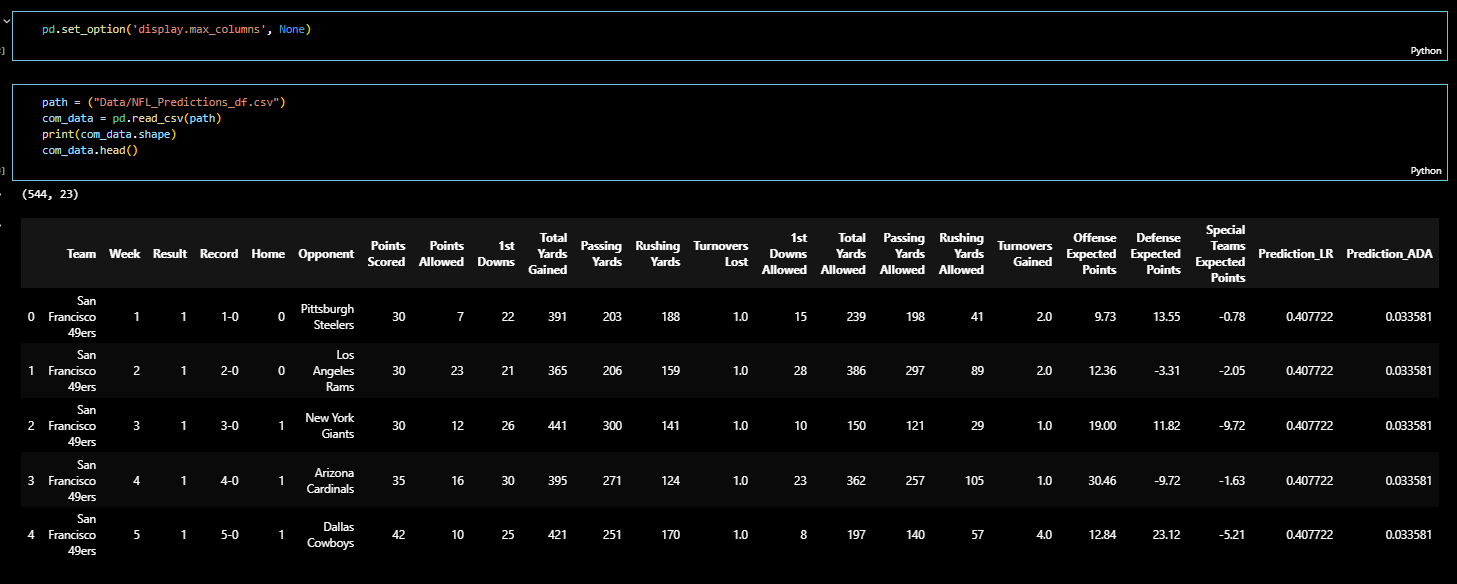 pd.set_option('display.max_columns', None)
Python
path = ("Data/NFL_Predictions_df.csv")
com_data = pd.read_csv(path)
print(com_data.shape)
com_data.head()
Python
(544, 23)
Team Week Result Record Home Opponent Points Scored Points Allowed 1st Downs Total Yards Gained Passing Yards Rushing Yards Turnovers Lost 1st Downs Allowed Total Yards Allowed Passing Yards Allowed Rushing Yards Allowed Turnovers Gained Offense Expected Points Defense Expected Points Special Teams Expected Points Prediction_LR Prediction_ADA
0 San Francisco 49ers 1 1 1-0 0 Pittsburgh Steelers 30 7 22 391 203 188 1.0 15 239 198 41 2.0 9.73 13.55 -0.78 0.407722 0.033581
1 San Francisco 49ers 2 1 2-0 0 Los Angeles Rams 30 23 21 365 206 159 1.0 28 386 297 89 2.0 12.36 -3.31 -2.05 0.407722 0.033581
2 San Francisco 49ers 3 1 3-0 1 New York Giants 30 12 26 441 300 141 1.0 10 150 121 29 1.0 19.00 11.82 -9.72 0.407722 0.033581
3 San Francisco 49ers 4 1 4-0 1 Arizona Cardinals 35 16 30 395 271 124 1.0 23 362 257 105 1.0 30.46 -9.72 -1.63 0.407722 0.033581
4 San Francisco 49ers 5 1 5-0 1 Dallas Cowboys 42 10 25 421 251 170 1.0 8 197 140 57 4.0 12.84 23.12 -5.21 0.407722 0.033581